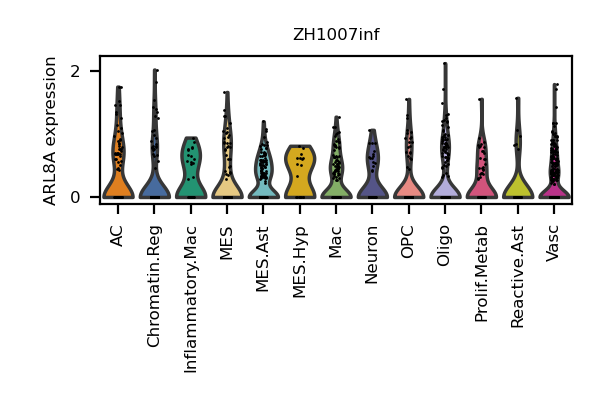 ZH1007inf
ARL8A expression
2
0
AC
Chromatin.Reg
Inflammatory.Mac
MES
MES.Ast
MES.Hyp
Mac
Neuron
OPC
Oligo
Prolif.Metab
Reactive.Ast
Vasc